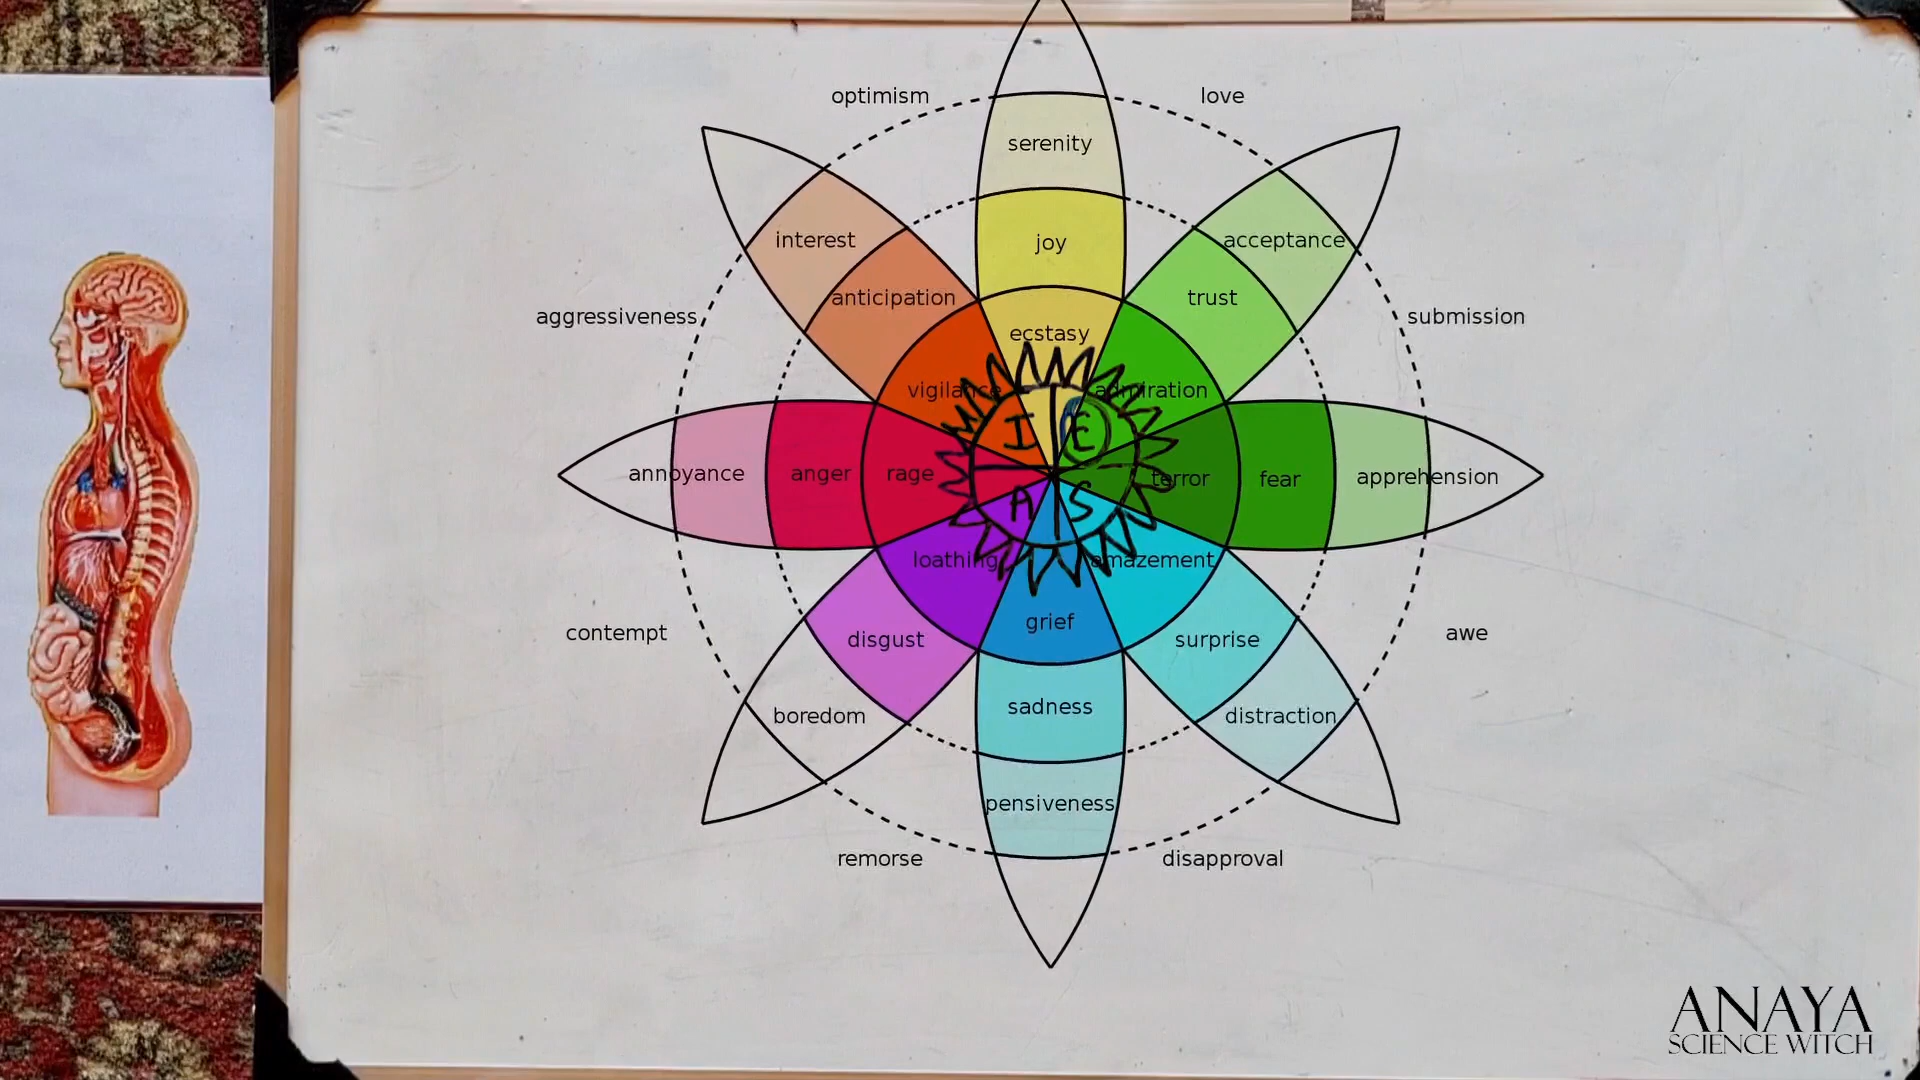 optimism
love
serenity
interest
joy
acceptance
anticipation
trust
aggressiveness
submission
ecstasy
vigilance
admiration
I
E
annoyance
anger
rage
terror
fear
apprehension
A
S
loathing
amazement
grief
contempt
awe
disgust
surprise
sadness
boredom
distraction
pensiveness
remorse
disapproval
ANAYA
SCIENCE WITCH